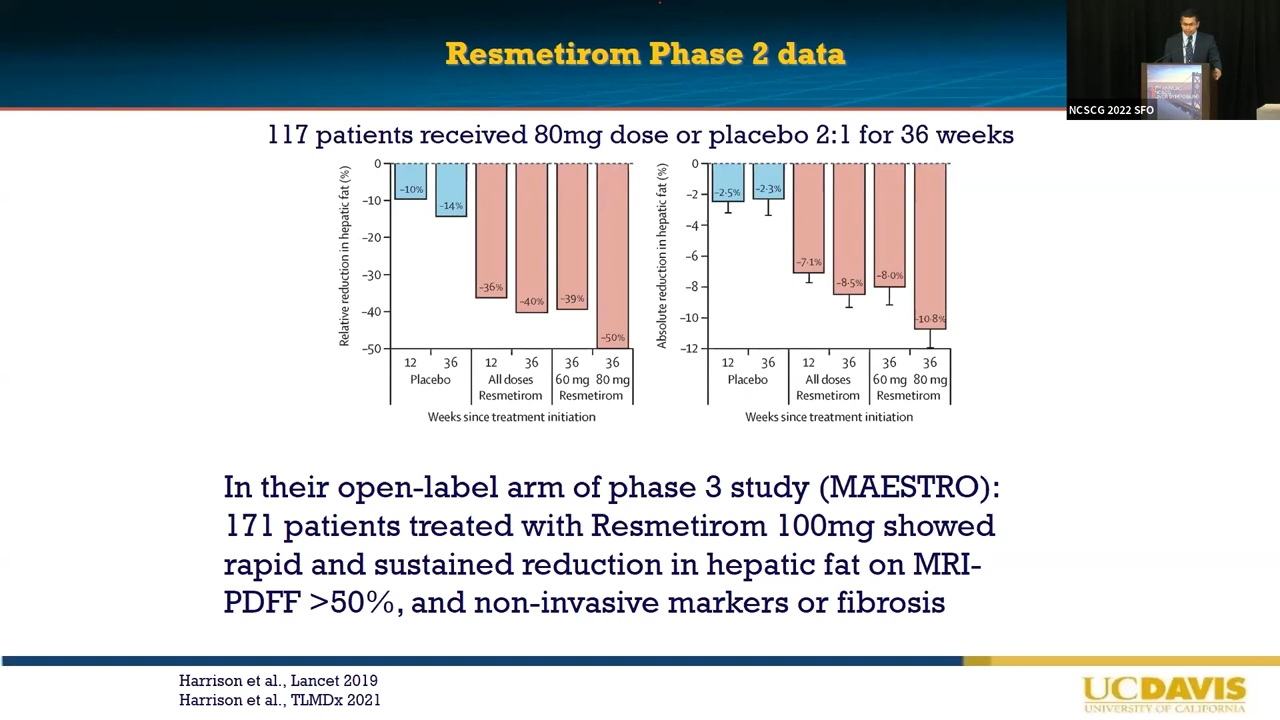 Resmetirom Phase 2 data
NCSCG 2022 SFO
117 patients received 80mg dose or placebo 2:1 for 36 weeks
Relative reduction in hepatic fat (%)
0
–10
–20
–30
–40
–50
–10%
–14%
–36%
–40%
–39%
–50%
12 36 12 36 36 36
Placebo All doses 60 mg 80 mg
Resmetirom Resmetirom
Weeks since treatment initiation
Absolute reduction in hepatic fat (%)
0
–2
–4
–6
–8
–10
–12
–2·5%
–2·3%
–7·1%
–8·5%
–8·0%
–10·8%
12 36 12 36 36 36
Placebo All doses 60 mg 80 mg
Resmetirom Resmetirom
Weeks since treatment initiation
In their open-label arm of phase 3 study (MAESTRO):
171 patients treated with Resmetirom 100mg showed
rapid and sustained reduction in hepatic fat on MRI-
PDFF >50%, and non-invasive markers or fibrosis
Harrison et al., Lancet 2019
Harrison et al., TLMDx 2021
UCDAVIS
UNIVERSITY OF CALIFORNIA